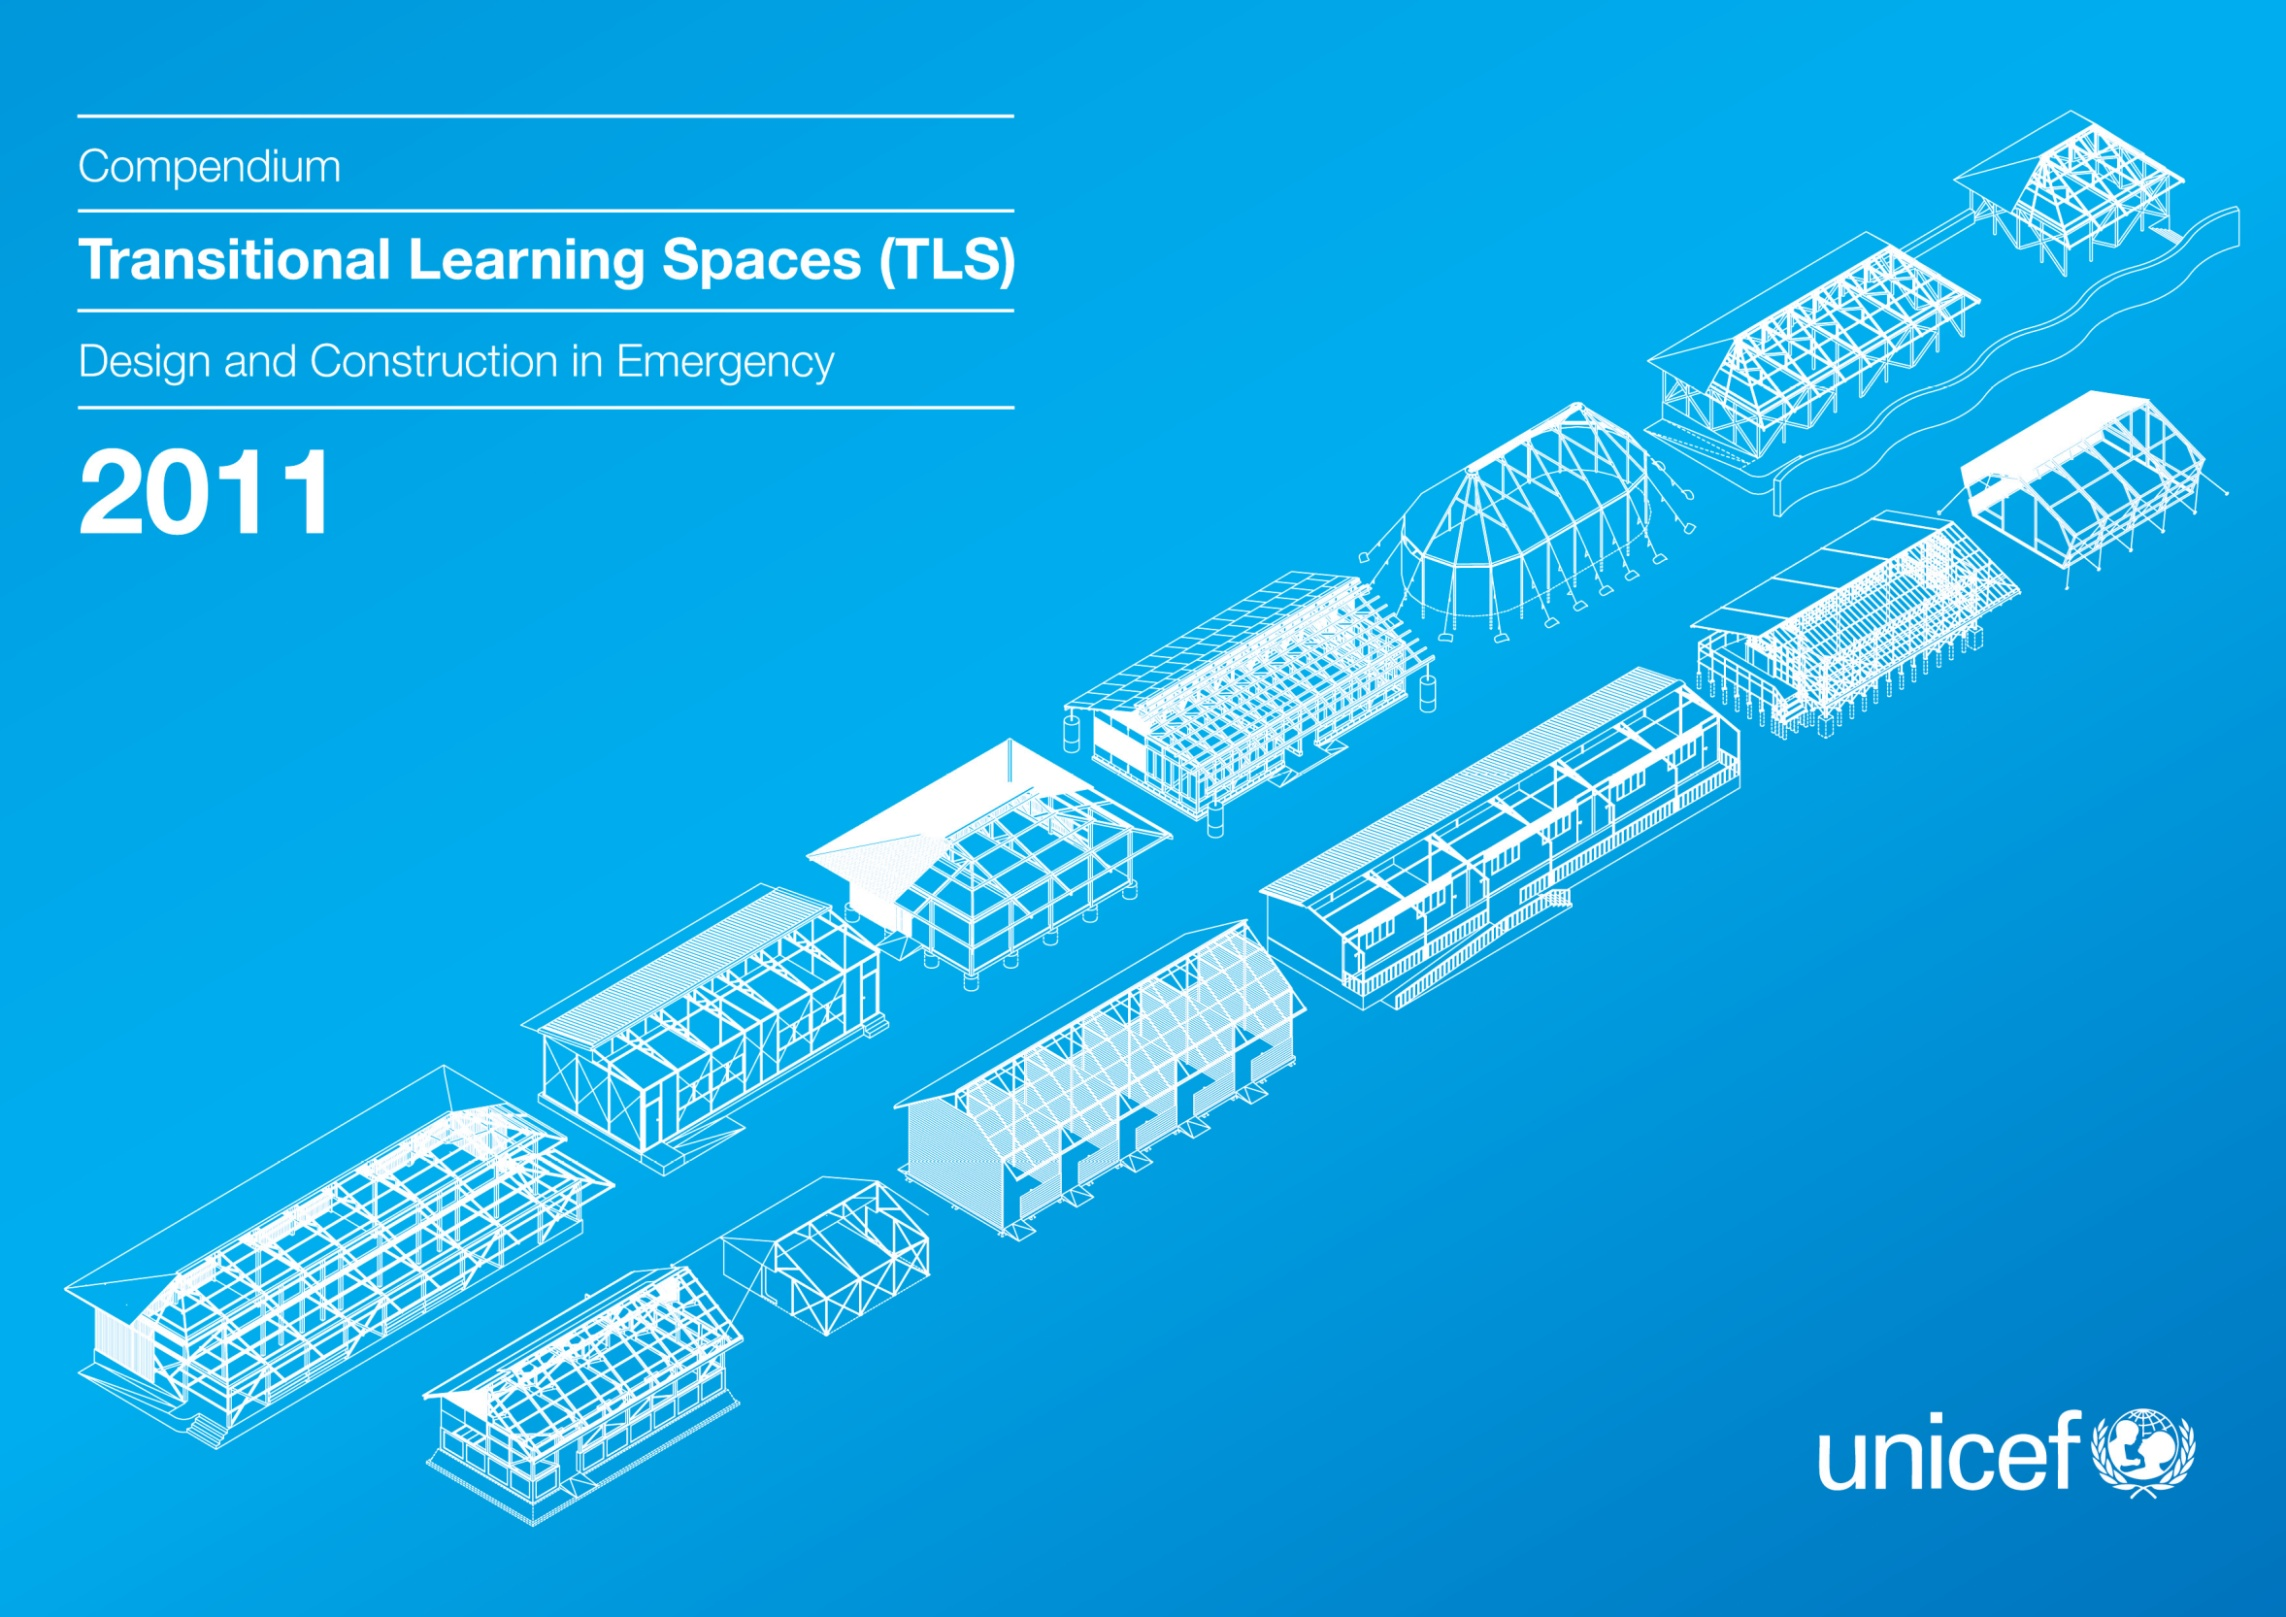 Compendium
Transitional Learning Spaces (TLS)
Design and Construction in Emergency
2011
unicef